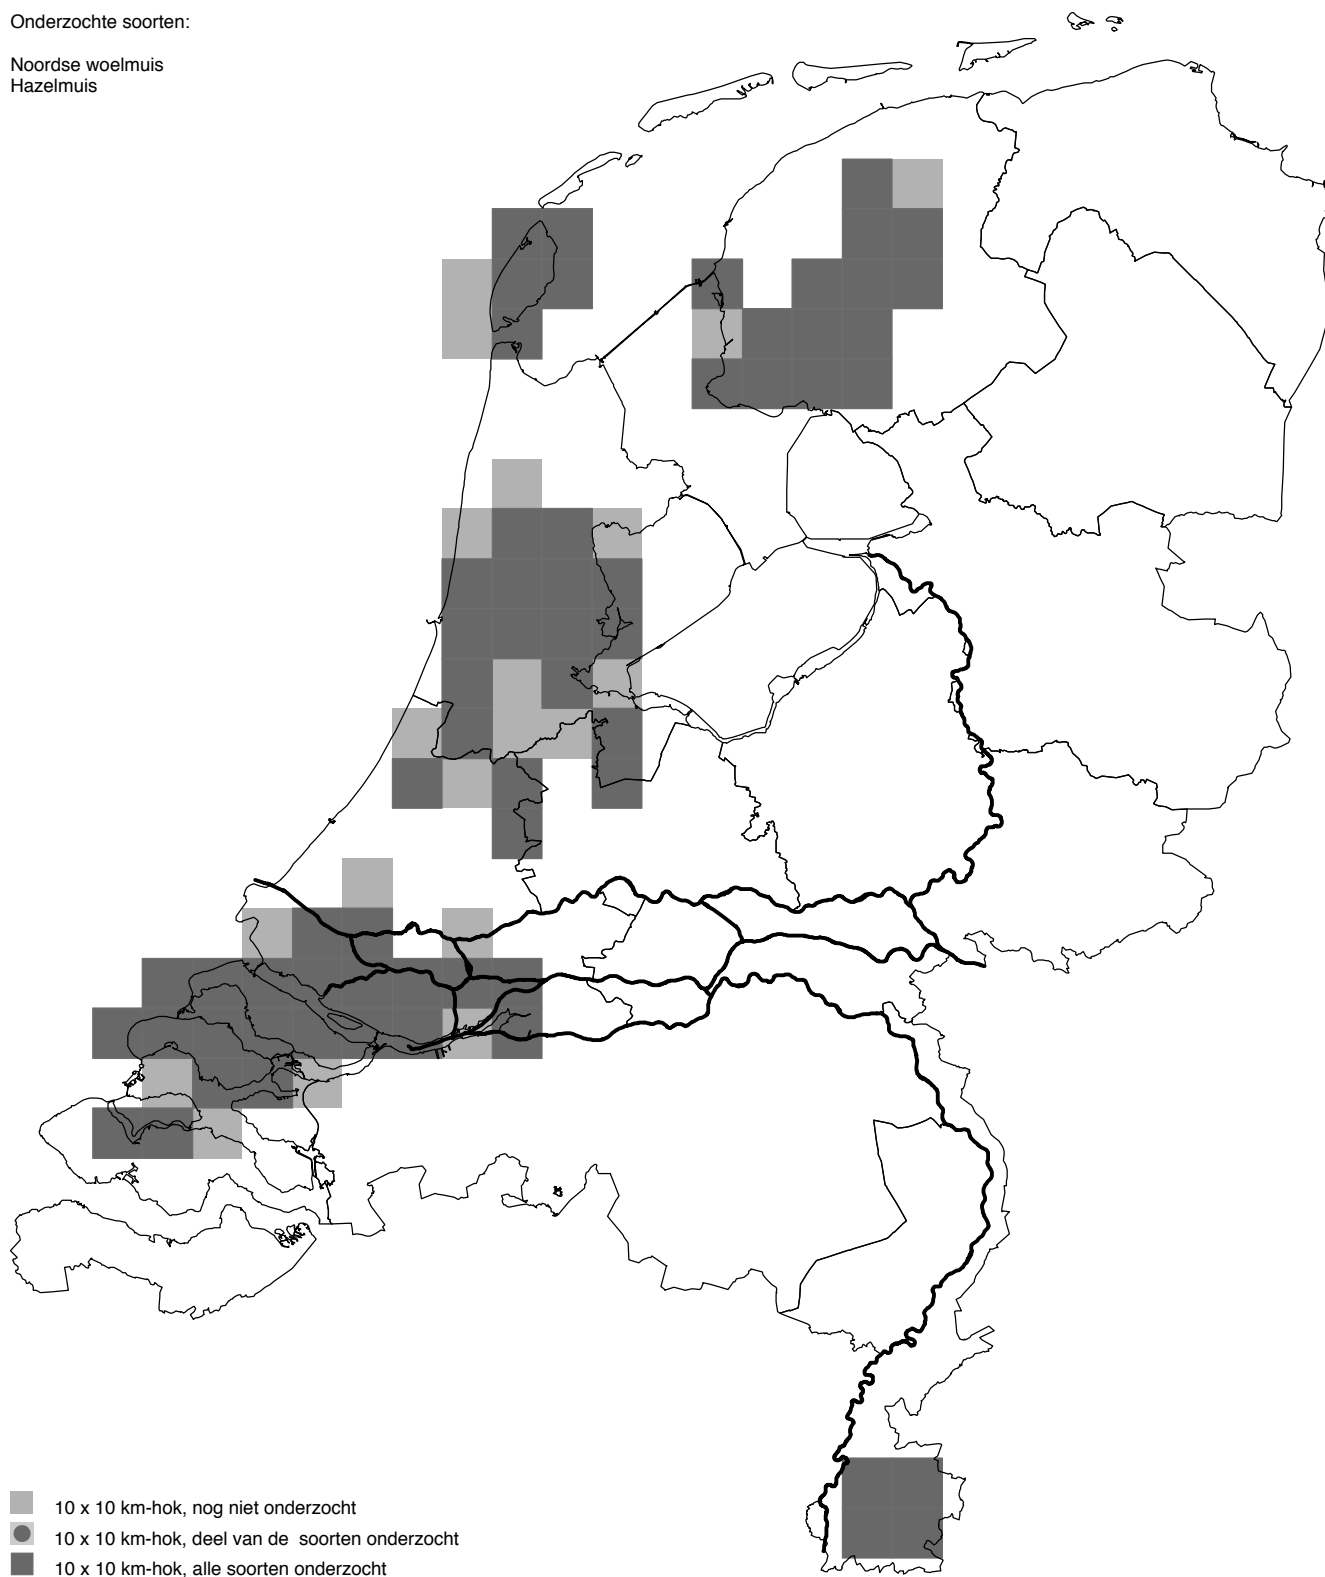 Onderzochte soorten:
Noordse woelmuis
Hazelmuis
10 x 10 km-hok, nog niet onderzocht
10 x 10 km-hok, deel van de soorten onderzocht
10 x 10 km-hok, alle soorten onderzocht